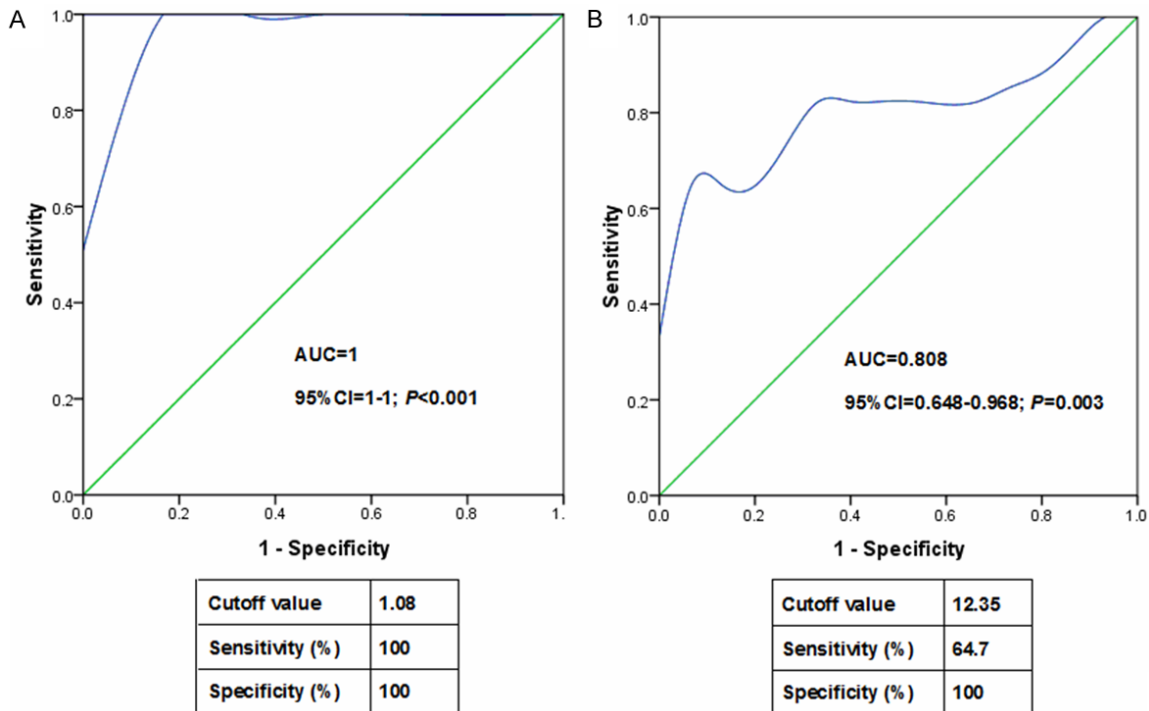 A
1.0
0.8
0.6
0.4
0.2
0.0
Sensitivity
AUC=1
95%CI=1-1; P<0.001
0.0 0.2 0.4 0.6 0.8 1.
1 - Specificity
Cutoff value 1.08
Sensitivity (%) 100
Specificity (%) 100
B
1.0
0.8
0.6
0.4
0.2
0.0
Sensitivity
AUC=0.808
95%CI=0.648-0.968; P=0.003
0.0 0.2 0.4 0.6 0.8 1.0
1 - Specificity
Cutoff value 12.35
Sensitivity (%) 64.7
Specificity (%) 100